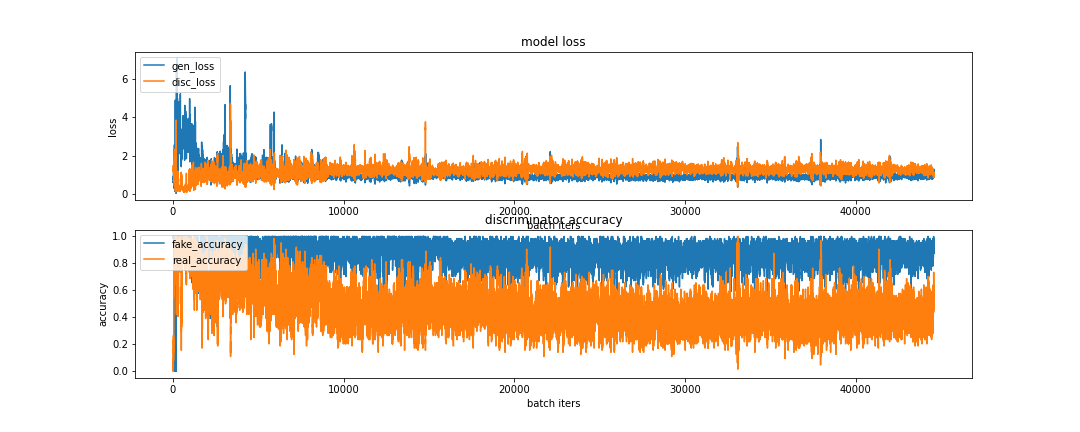 model loss
gen_loss
disc_loss
loss
6
4
2
0
0
10000
20000
30000
40000
batch iters
discriminator accuracy
fake_accuracy
real_accuracy
accuracy
1.0
0.8
0.6
0.4
0.2
0.0
0
10000
20000
30000
40000
batch iters